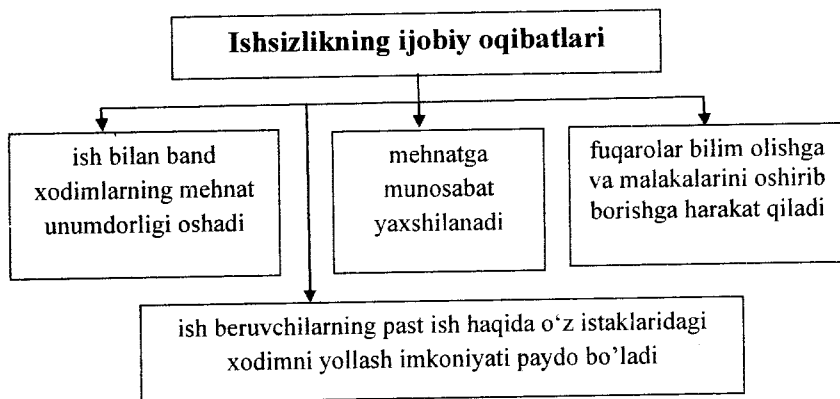 Ishsizlikning ijobiy oqibatlari
ish bilan band
xodimlarning mehnat
unumdorligi oshadi
mehnatga
munosabat
yaxshilanadi
fuqarolar bilim olishga
va malakalarini oshirib
borishga harakat qiladi
ish beruvchilarning past ish haqida o‘z istaklaridagi
xodimni yollash imkoniyati paydo bo’ladi